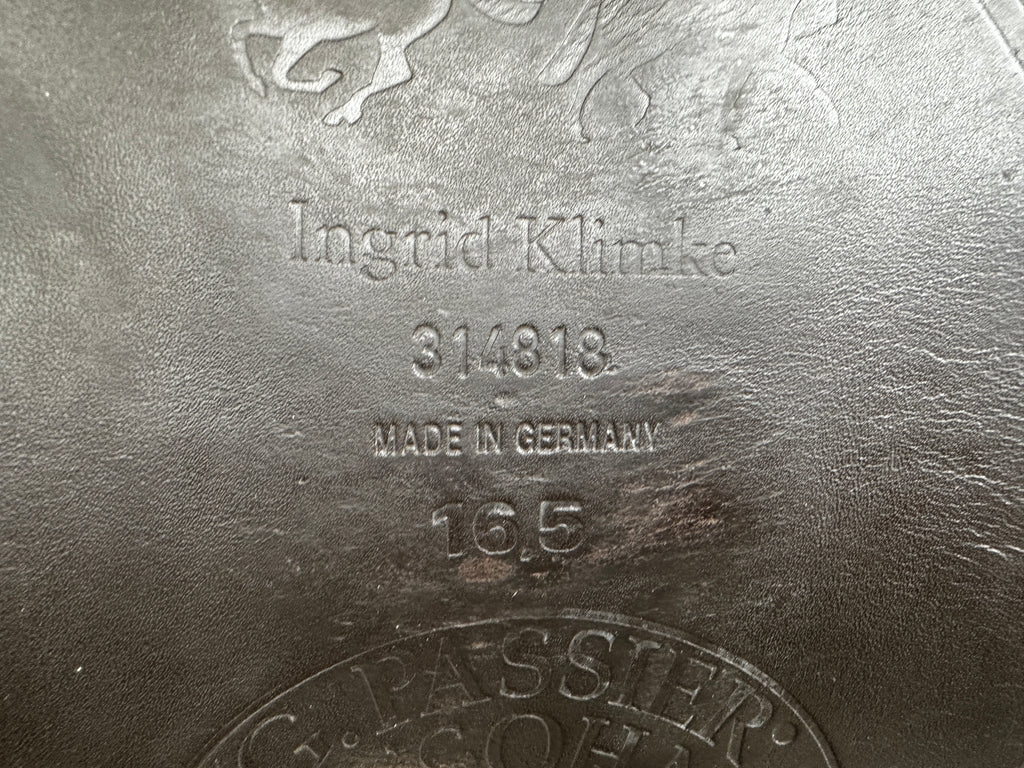 Ingrid Klimke
314818
MADE IN GERMANY
16.5
G. PASSIER.